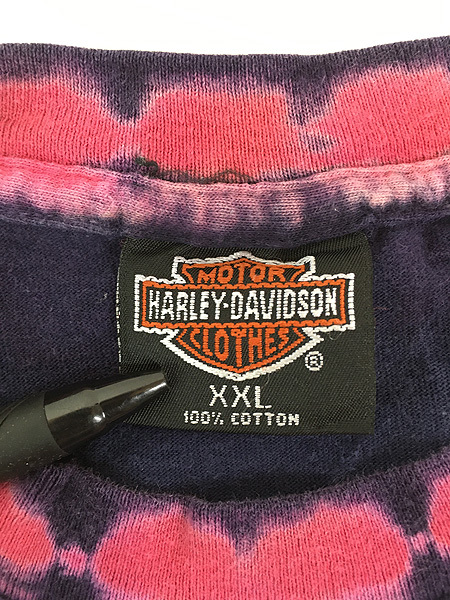 MOTOR
HARLEY-DAVIDSON
CLOTHES
®
XXL
100% COTTON